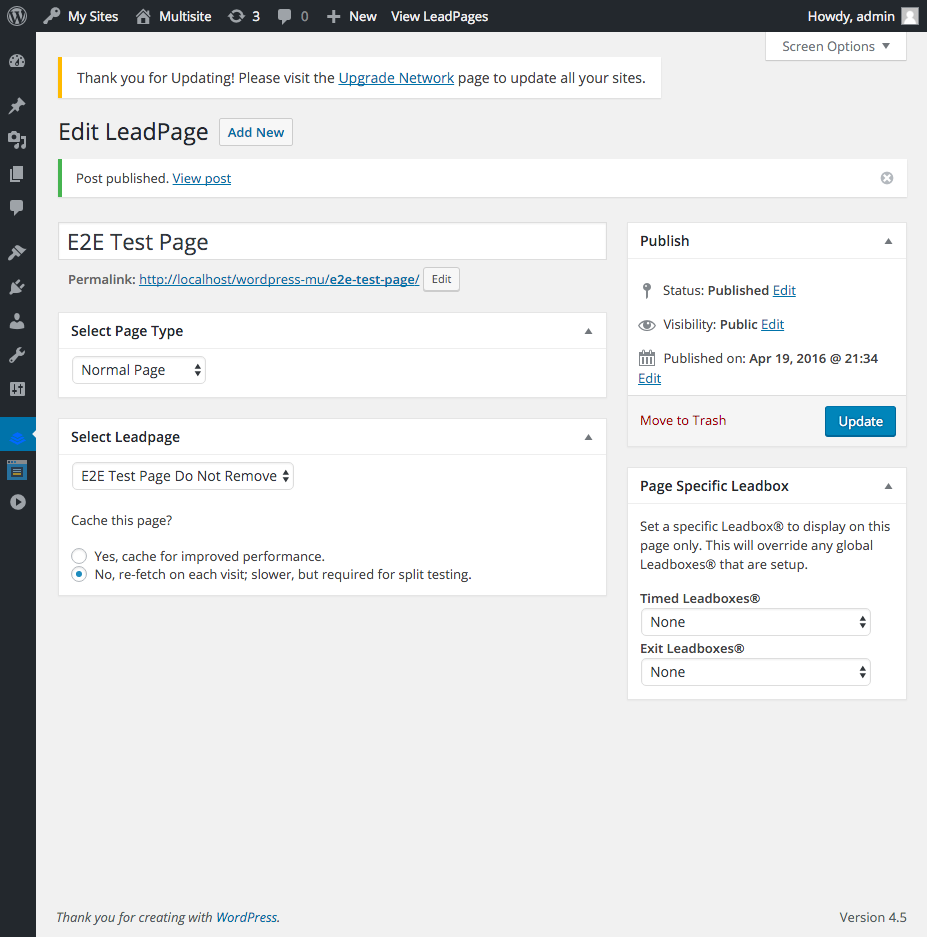 My Sites Multisite 3 0 New View LeadPages Howdy, admin
Screen Options
Thank you for Updating! Please visit the Upgrade Network page to update all your sites.
Edit LeadPage Add New
Post published. View post
E2E Test Page
Permalink: http://localhost/wordpress-mu/e2e-test-page/ Edit
Select Page Type
Normal Page
Select Leadpage
E2E Test Page Do Not Remove
Cache this page?
Yes, cache for improved performance.
No, re-fetch on each visit; slower, but required for split testing.
Publish
Status: Published Edit
Visibility: Public Edit
Published on: Apr 19, 2016 @ 21:34
Edit
Move to Trash Update
Page Specific Leadbox
Set a specific Leadbox® to display on this
page only. This will override any global
Leadboxes® that are setup.
Timed Leadboxes®
None
Exit Leadboxes®
None
Thank you for creating with WordPress. Version 4.5